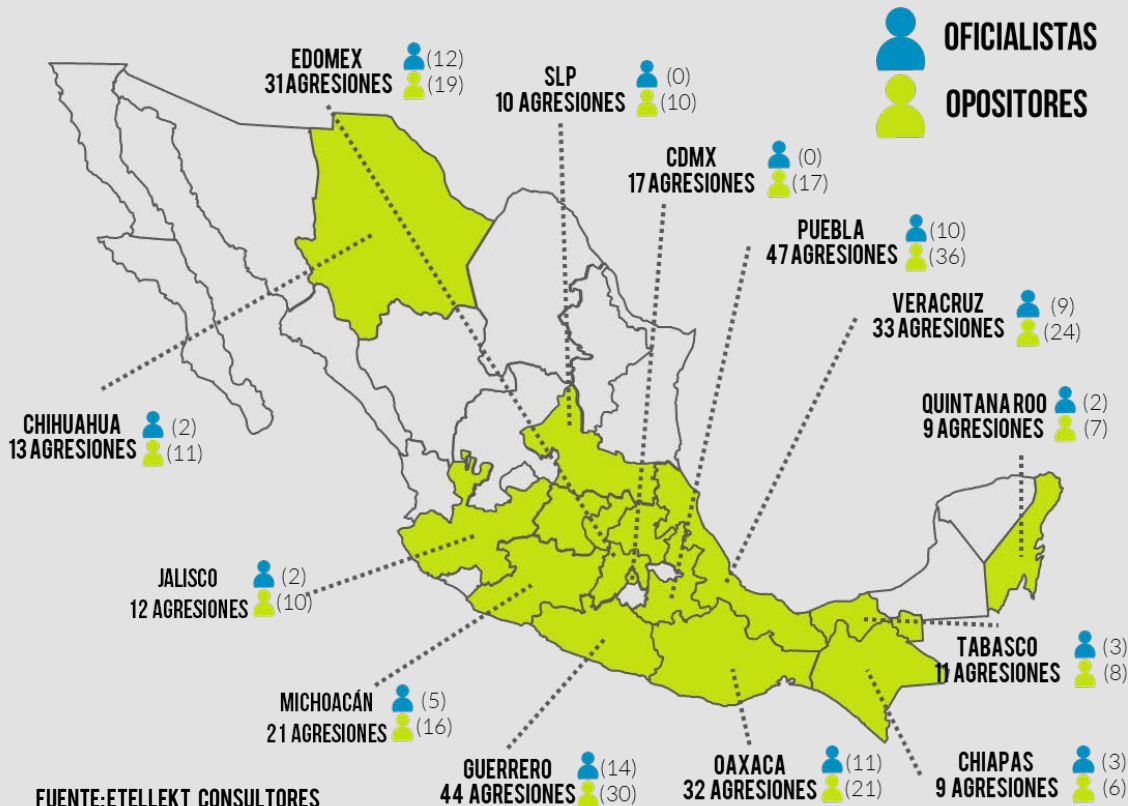 OFICIALISTAS
OPOSITORES
EDOMEX (12)
31 AGRESIONES (19)
SLP (0)
10 AGRESIONES (10)
CDMX (0)
17 AGRESIONES (17)
PUEBLA (10)
47 AGRESIONES (36)
VERACRUZ (9)
33 AGRESIONES (24)
QUINTANA ROO (2)
9 AGRESIONES (7)
CHIHUAHUA (2)
13 AGRESIONES (11)
JALISCO (2)
12 AGRESIONES (10)
TABASCO (3)
11 AGRESIONES (8)
MICHOACÁN (5)
21 AGRESIONES (16)
GUERRERO (14)
44 AGRESIONES (30)
OAXACA (11)
32 AGRESIONES (21)
CHIAPAS (3)
9 AGRESIONES (6)
FUENTE: ETELLEKT CONSULTORES